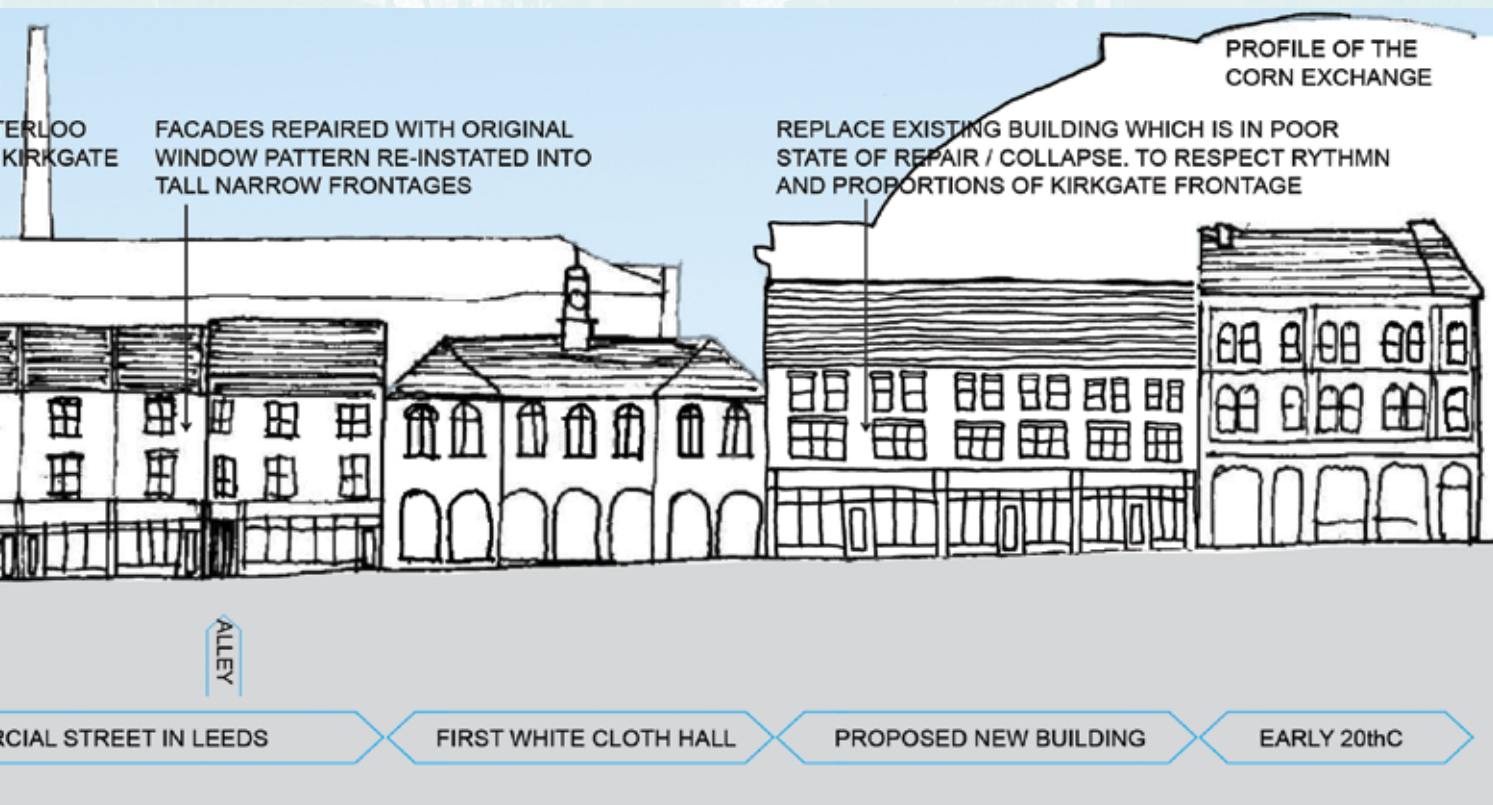 PROFILE OF THE
CORN EXCHANGE
TERLOO
KIRKGATE
FACADES REPAIRED WITH ORIGINAL
WINDOW PATTERN RE-INSTATED INTO
TALL NARROW FRONTAGES
REPLACE EXISTING BUILDING WHICH IS IN POOR
STATE OF REPAIR / COLLAPSE. TO RESPECT RYTHMN
AND PROPORTIONS OF KIRKGATE FRONTAGE
ALLEY
RCIAL STREET IN LEEDS
FIRST WHITE CLOTH HALL
PROPOSED NEW BUILDING
EARLY 20thC